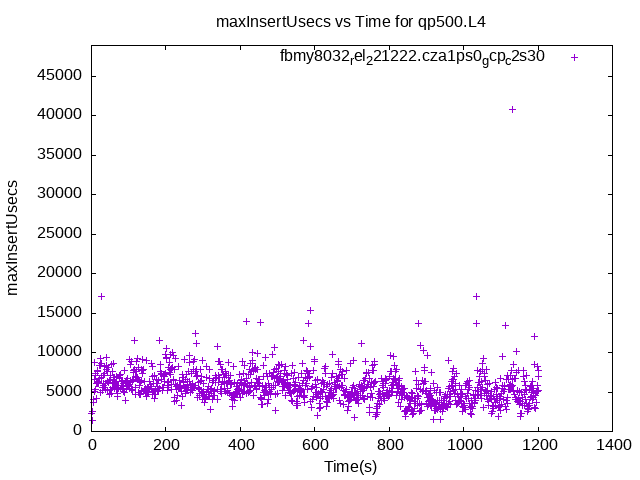 maxInsertUsecs vs Time for qp500.L4
fbmy8032rel221222.cza1ps0gcpc2s30
45000
40000
35000
30000
25000
20000
15000
10000
5000
0
maxInsertUsecs
0 200 400 600 800 1000 1200 1400
Time(s)